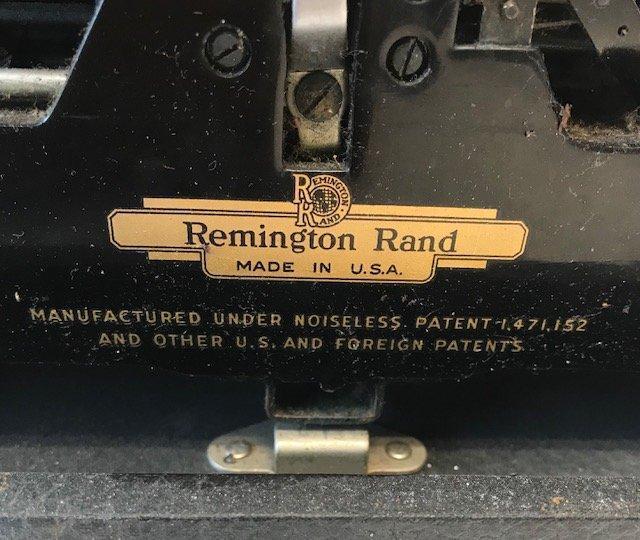 REMINGTON RAND
Remington Rand
MADE IN U.S.A.
MANUFACTURED UNDER NOISELESS PATENT 1,471,152
AND OTHER U.S. AND FOREIGN PATENTS